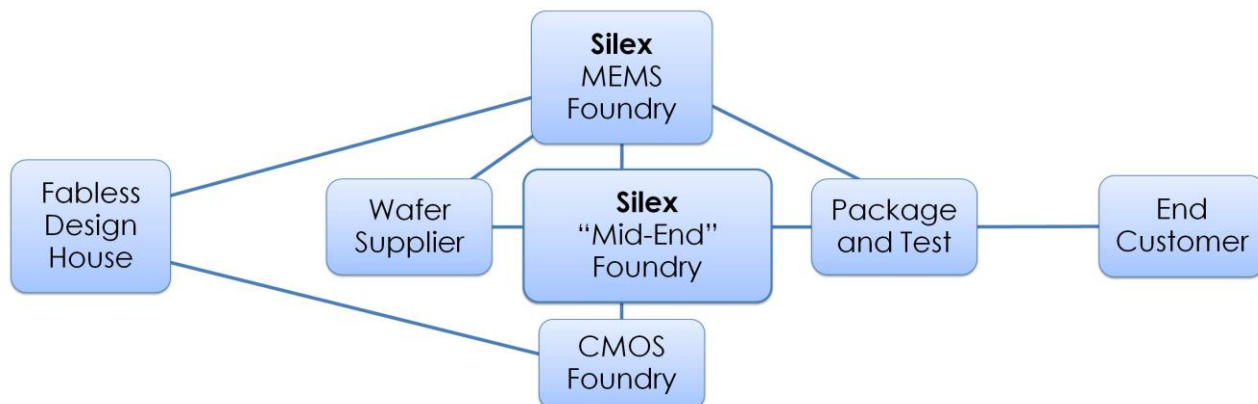 Silex
MEMS
Foundry
Fabless
Design
House
Wafer
Supplier
Silex
“Mid-End”
Foundry
Package
and Test
End
Customer
CMOS
Foundry